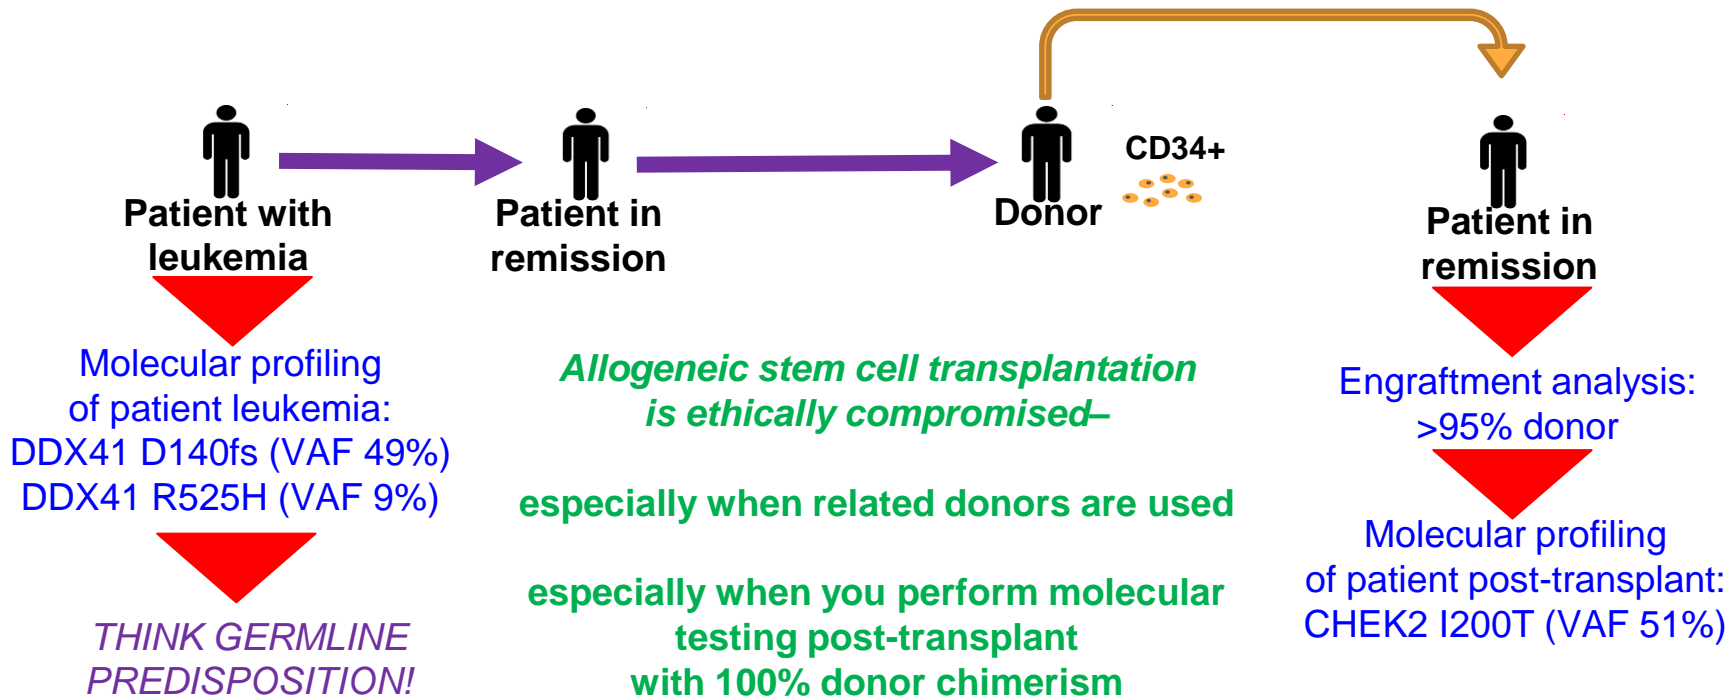 CD34+
Patient with
leukemia
Patient in
remission
Donor
Patient in
remission
Molecular profiling
of patient leukemia:
DDX41 D140fs (VAF 49%)
DDX41 R525H (VAF 9%)
THINK GERMLINE
PREDISPOSITION!
Allogeneic stem cell transplantation
is ethically compromised–
especially when related donors are used
especially when you perform molecular
testing post-transplant
with 100% donor chimerism
Engraftment analysis:
>95% donor
Molecular profiling
of patient post-transplant:
CHEK2 I200T (VAF 51%)